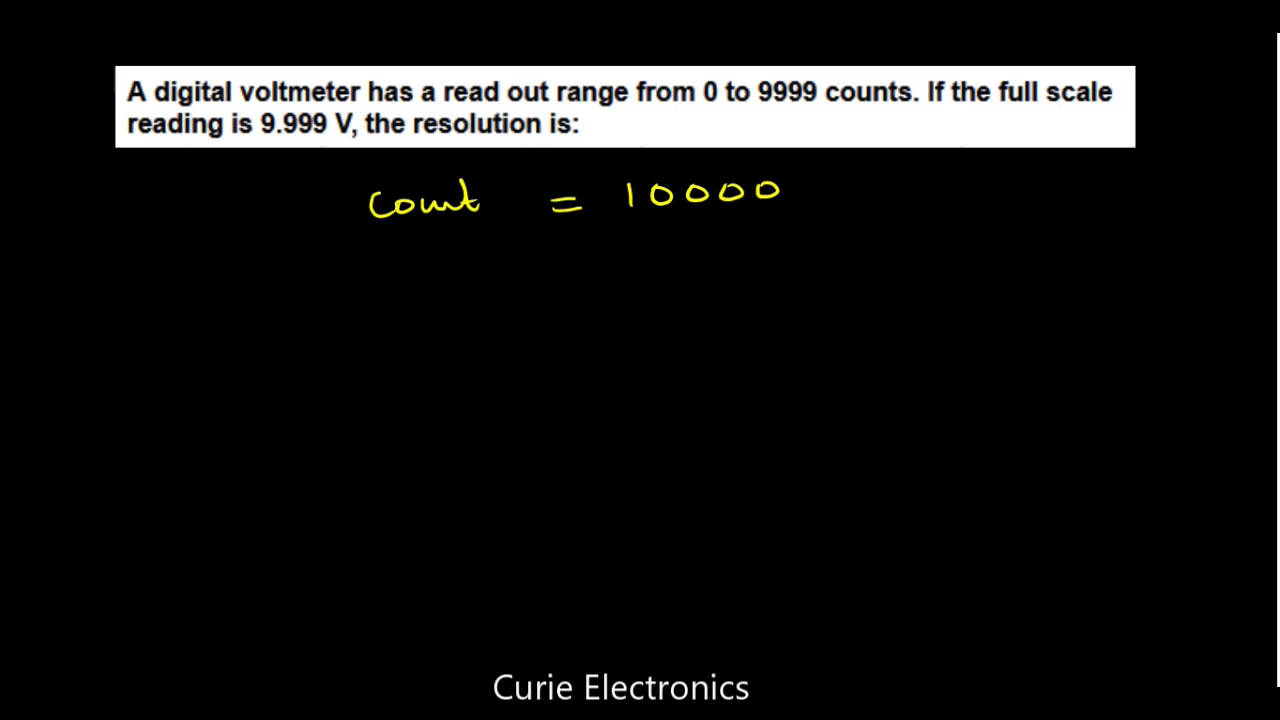 A digital voltmeter has a read out range from 0 to 9999 counts. If the full scale
reading is 9.999 V, the resolution is:
count = 10000
Curie Electronics